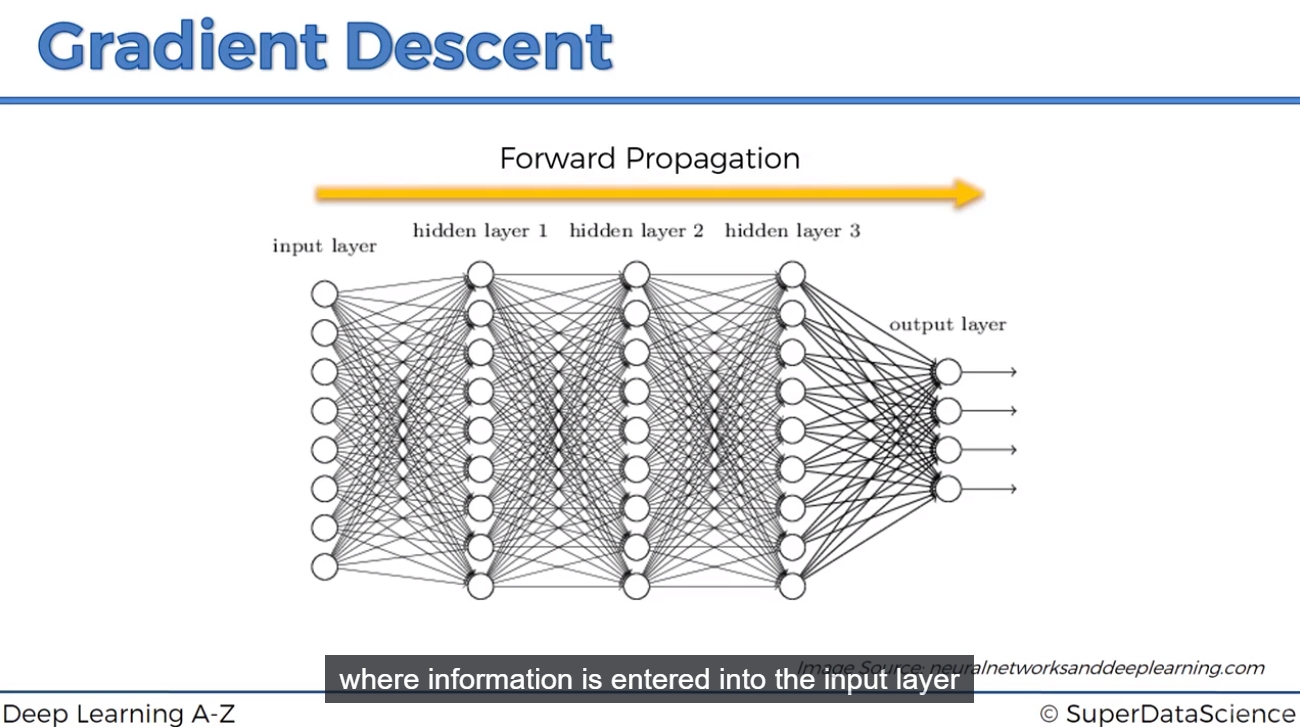 Gradient Descent
Forward Propagation
input layer
hidden layer 1
hidden layer 2
hidden layer 3
output layer
Image Source: neuralnetworksanddeeplearning.com
where information is entered into the input layer
Deep Learning A-Z
© SuperDataScience